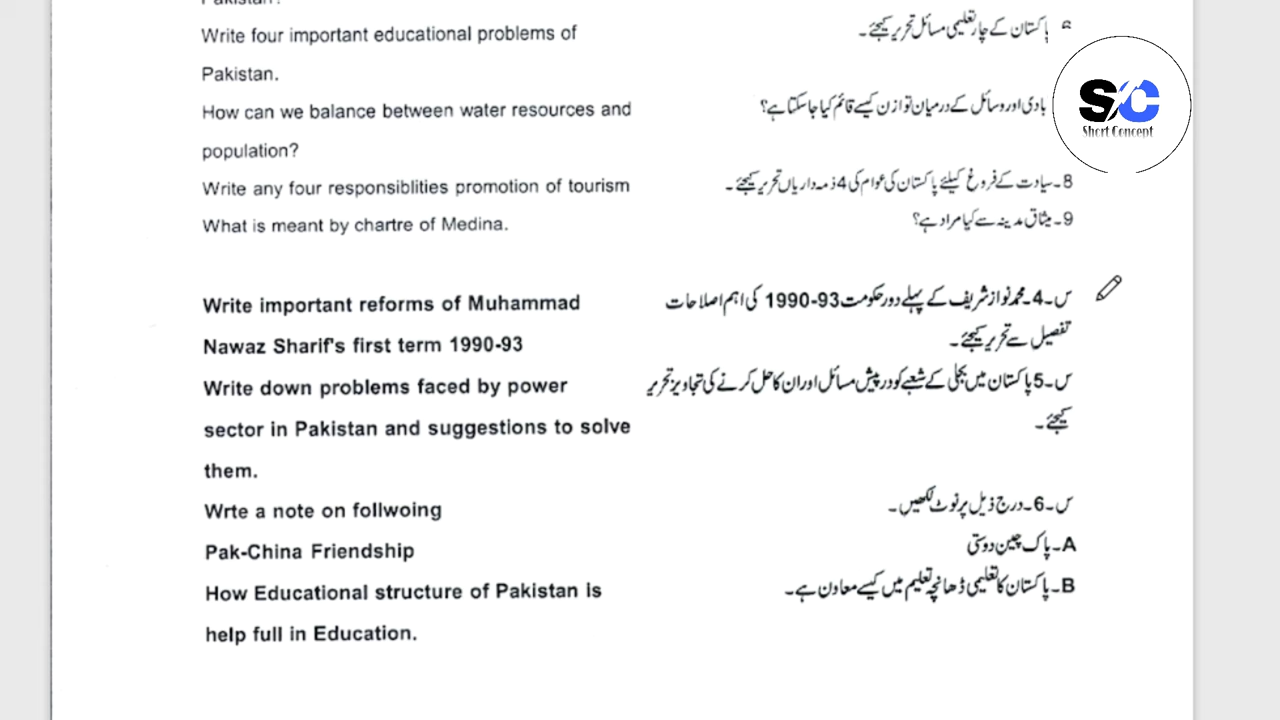 Pakistan?
Write four important educational problems of
Pakistan.
پاکستان کے چار تعلیمی مسائل تحریر کیجئے۔
How can we balance between water resources and
population?
بادی اور وسائل کے درمیان توازن کیسے قائم کیا جاسکتا ہے؟
S/C
Short Concept
Write any four responsiblities promotion of tourism
8۔سیاحت کے فروغ کیلئے پاکستان کی عوام کی 4 ذمہ داریاں تحریر کیجئے۔
What is meant by chartre of Medina.
9۔میثاق مدینہ سے کیا مراد ہے؟
Write important reforms of Muhammad
Nawaz Sharif's first term 1990-93
س۔4۔محمد نواز شریف کے پہلے دور حکومت 1990-93 کی اہم اصلاحات
تفصیل سے تحریر کیجئے۔
Write down problems faced by power
sector in Pakistan and suggestions to solve
them.
س۔5 پاکستان میں بجلی کے شعبے کو درپیش مسائل اور ان کا حل کرنے کی تجاویز تحریر
کیجئے۔
Wrte a note on follwoing
س۔6۔درج ذیل پر نوٹ لکھیں۔
Pak-China Friendship
A۔پاک چین دوستی
How Educational structure of Pakistan is
help full in Education.
B۔پاکستان کا تعلیمی ڈھانچہ تعلیم میں کیسے معاون ہے۔